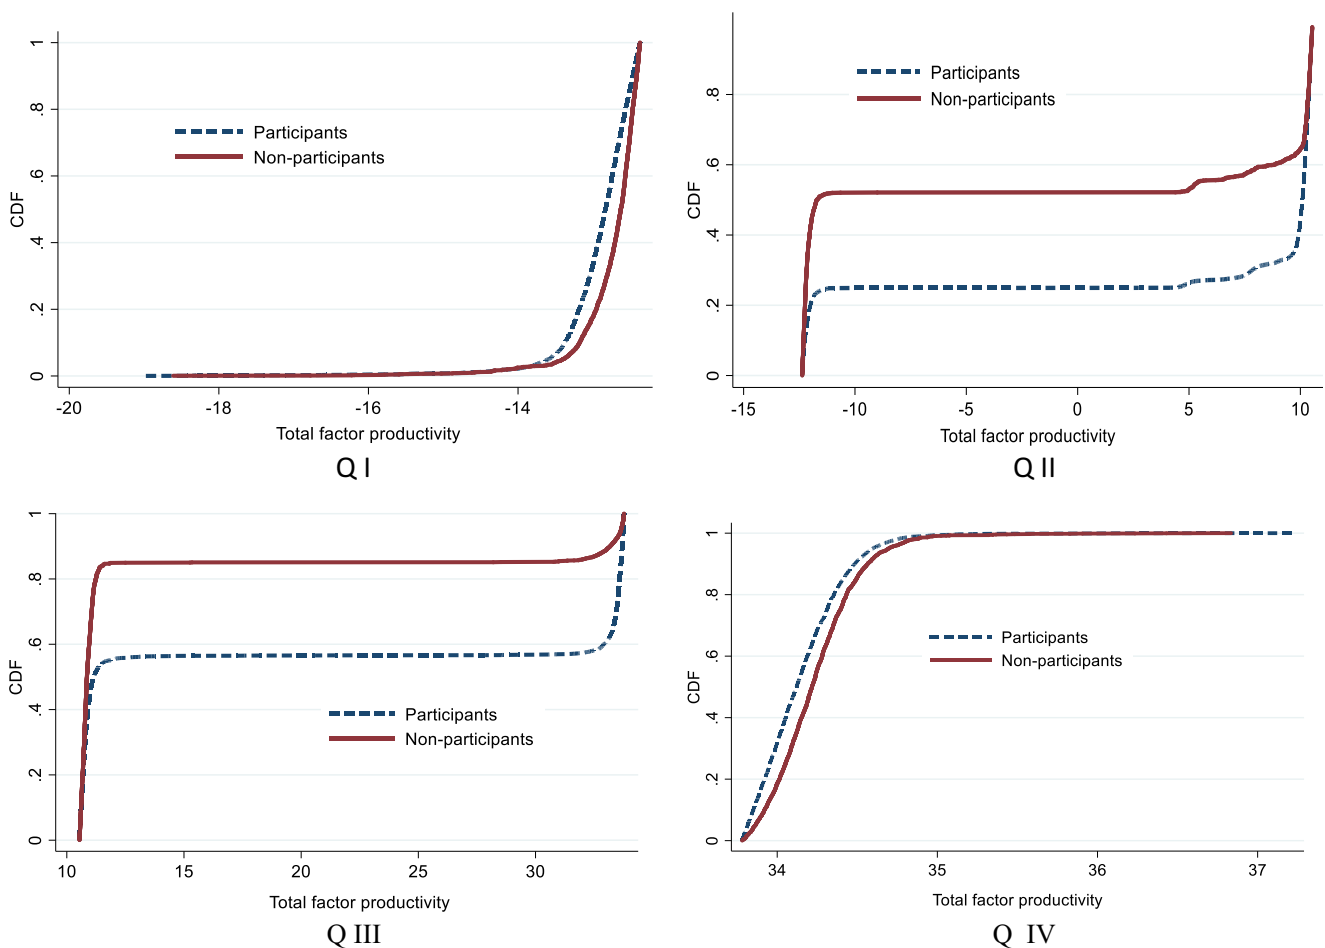 Participants
Non-participants
CDF
0
.2
.4
.6
.8
1
-20
-18
-16
-14
Total factor productivity
Q I
Participants
Non-participants
CDF
0
.2
.4
.6
.8
-15
-10
-5
0
5
10
Total factor productivity
Q II
Participants
Non-participants
CDF
0
.2
.4
.6
.8
1
10
15
20
25
30
Total factor productivity
Q III
Participants
Non-participants
CDF
0
.2
.4
.6
.8
1
34
35
36
37
Total factor productivity
Q IV